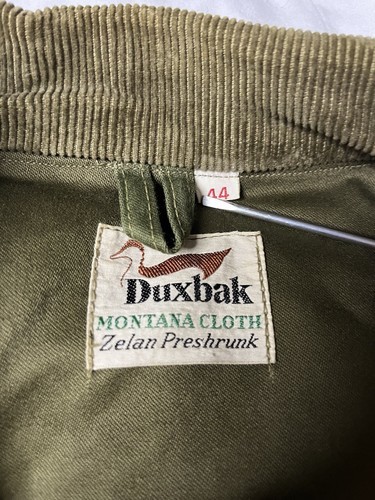 44
Duxbak
MONTANA CLOTH
Zelan Preshrunk